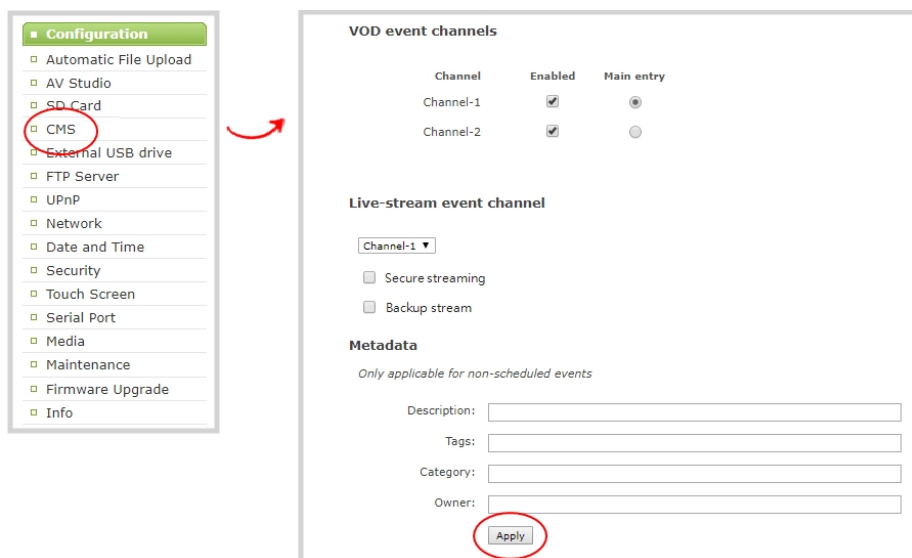 Configuration
Automatic File Upload
AV Studio
SD Card
CMS
External USB drive
FTP Server
UPnP
Network
Date and Time
Security
Touch Screen
Serial Port
Media
Maintenance
Firmware Upgrade
Info
VOD event channels
Channel Enabled Main entry
Channel-1
Channel-2
Live-stream event channel
Channel-1
Secure streaming
Backup stream
Metadata
Only applicable for non-scheduled events
Description:
Tags:
Category:
Owner:
Apply